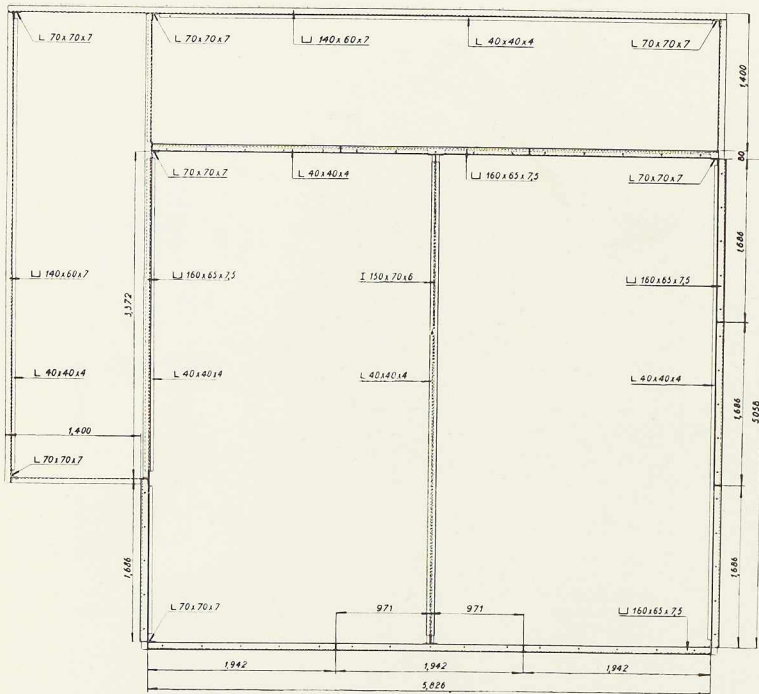 L 70x70x7
L 70x70x7
⊔ 140x60x7
L 40x40x4
L 70x70x7
1,400
80
L 70x70x7
L 40x40x4
⊔ 160x65x7,5
L 70x70x7
1,686
⊔ 140x60x7
⊔ 160x65x7,5
I 150x70x6
⊔ 160x65x7,5
3,372
L 40x40x4
L 40x40x4
L 40x40x4
L 40x40x4
1,686
5058
1,400
L 70x70x7
1,686
1,686
L 70x70x7
971
971
⊔ 160x65x7,5
1,942
1,942
1,942
5,826